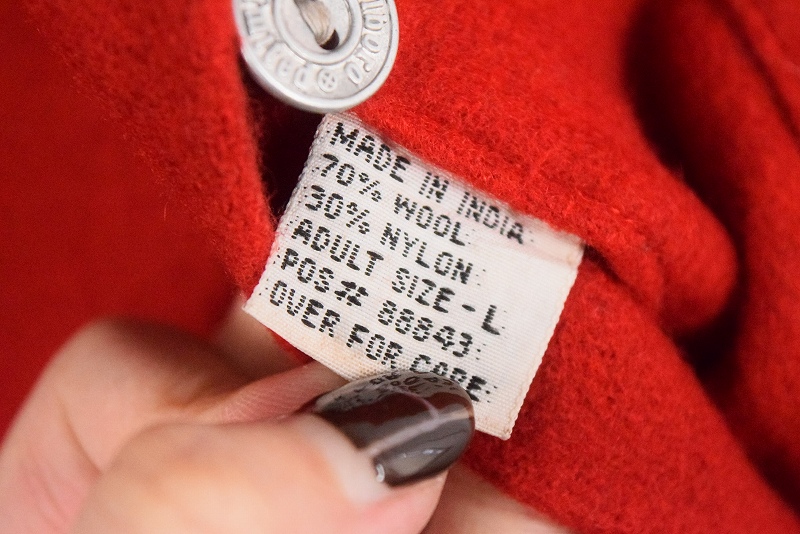 MADE IN INDIA
70% WOOL
30% NYLON
ADULT SIZE-L
POS# 88843
OVER FOR CARE